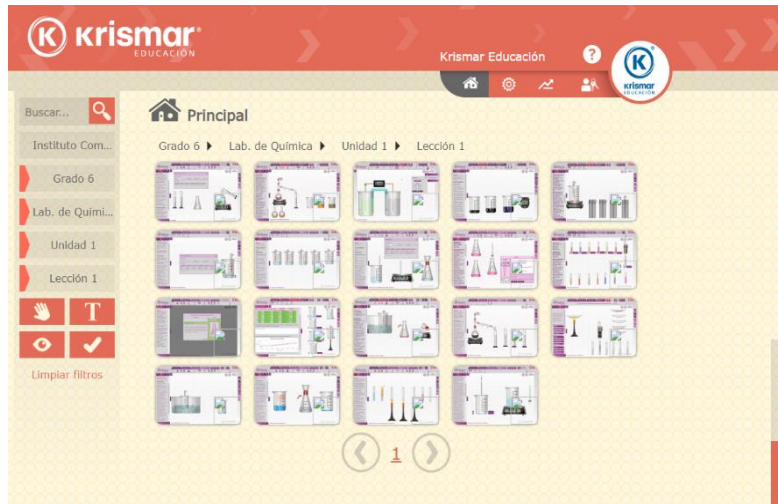 K krismar
EDUCACIÓN
Krismar Educación
?
K
krismar
EDUCACIÓN
Buscar...
Principal
Instituto Com...
Grado 6 Lab. de Química Unidad 1 Lección 1
Grado 6
Lab. de Quími...
Unidad 1
Lección 1
T
Limpiar filtros
1